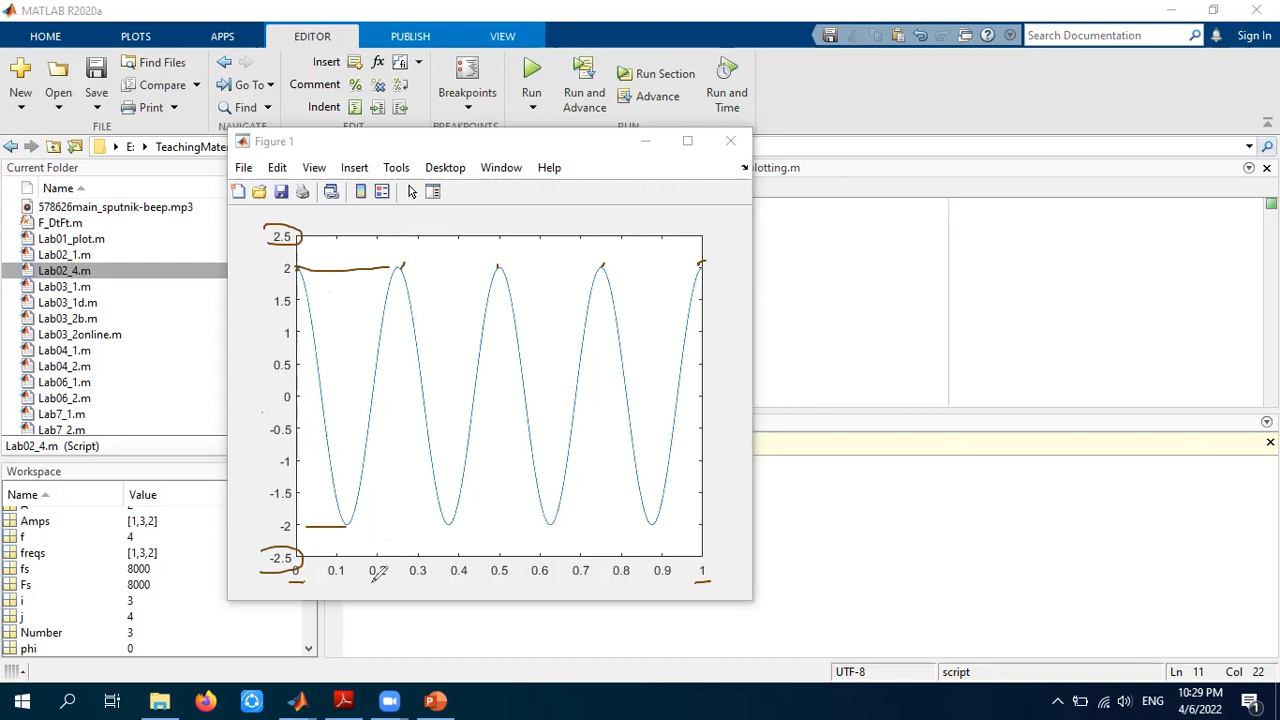 MATLAB R2020a
HOME PLOTS APPS EDITOR PUBLISH VIEW Search Documentation Sign In
New Open Save Find Files Compare Print Go To Find Insert fx Comment Indent Breakpoints Run Run and Advance Run Section Advance Run and Time
FILE NAVIGATE EDIT BREAKPOINTS RUN
E: TeachingMate
Current Folder
Name
578626main_sputnik-beep.mp3
F_DtFt.m
Lab01_plot.m
Lab02_1.m
Lab02_4.m
Lab03_1.m
Lab03_1d.m
Lab03_2b.m
Lab03_2online.m
Lab04_1.m
Lab04_2.m
Lab06_1.m
Lab06_2.m
Lab7_1.m
Lab7_2.m
Lab02_4.m (Script)
Workspace
Name Value
Amps [1,3,2]
f 4
freqs [1,3,2]
fs 8000
Fs 8000
i 3
j 4
Number 3
phi 0
Figure 1
File Edit View Insert Tools Desktop Window Help
2.5
2
1.5
1
0.5
0
-0.5
-1
-1.5
-2
-2.5
0 0.1 0.2 0.3 0.4 0.5 0.6 0.7 0.8 0.9 1
lotting.m
UTF-8 script Ln 11 Col 22
ENG
10:29 PM
4/6/2022
1